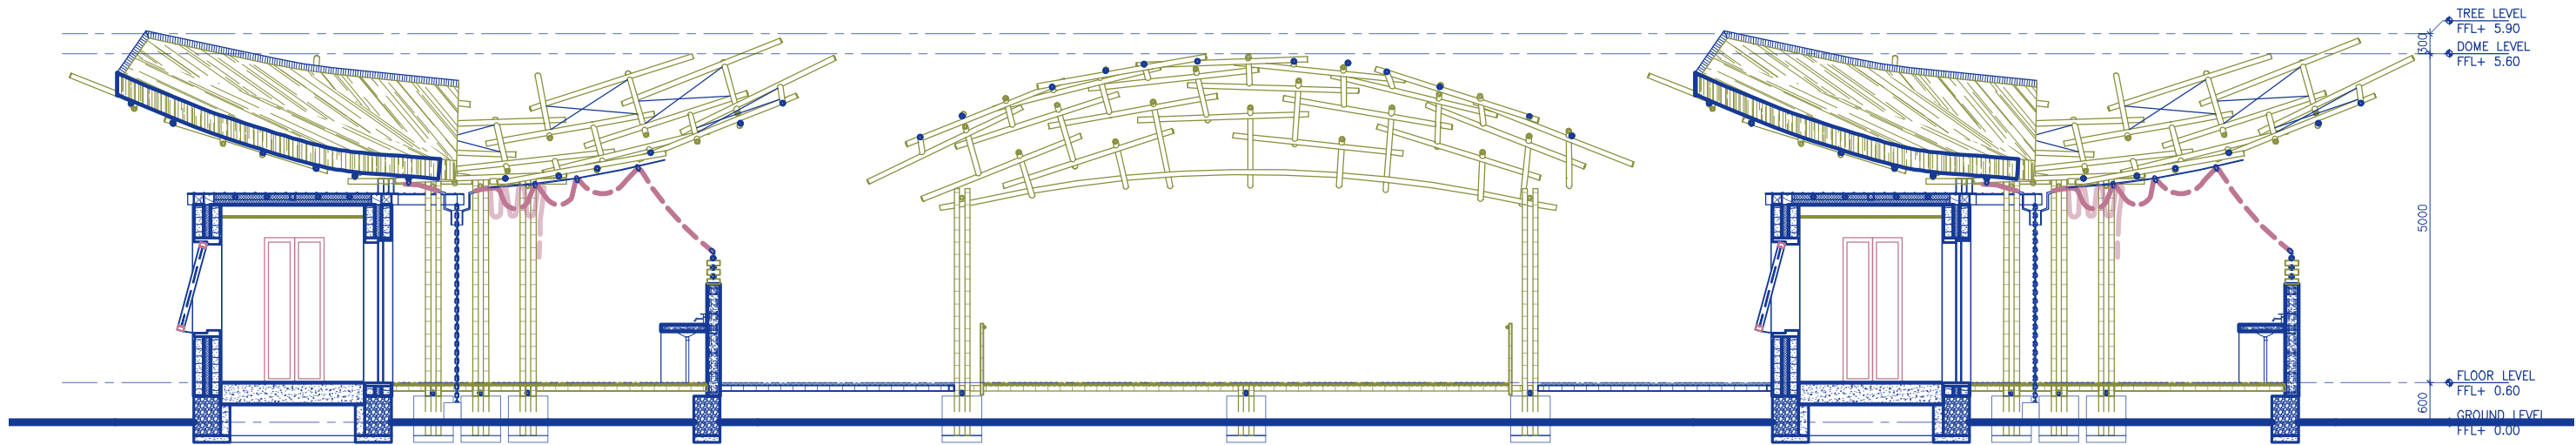 TREE LEVEL
FFL+ 5.90
300
DOME LEVEL
FFL+ 5.60
5000
FLOOR LEVEL
FFL+ 0.60
600
GROUND LEVEL
FFL+ 0.00